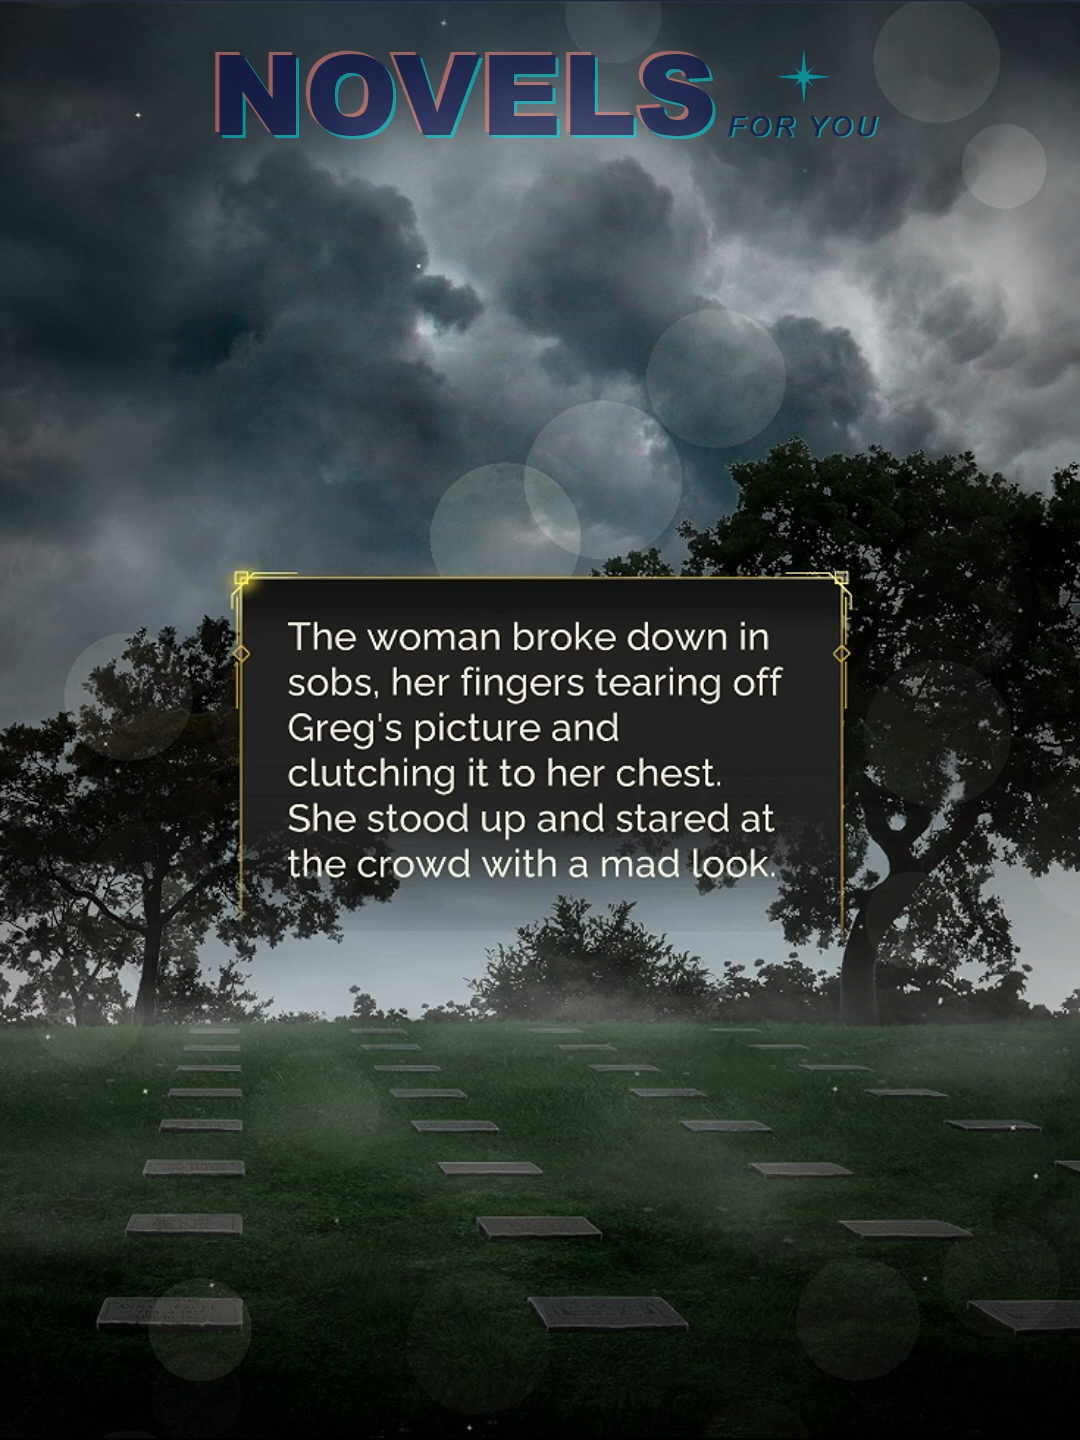 NOVELS
FOR YOU
The woman broke down in
sobs, her fingers tearing off
Greg's picture and
clutching it to her chest.
She stood up and stared at
the crowd with a mad look.